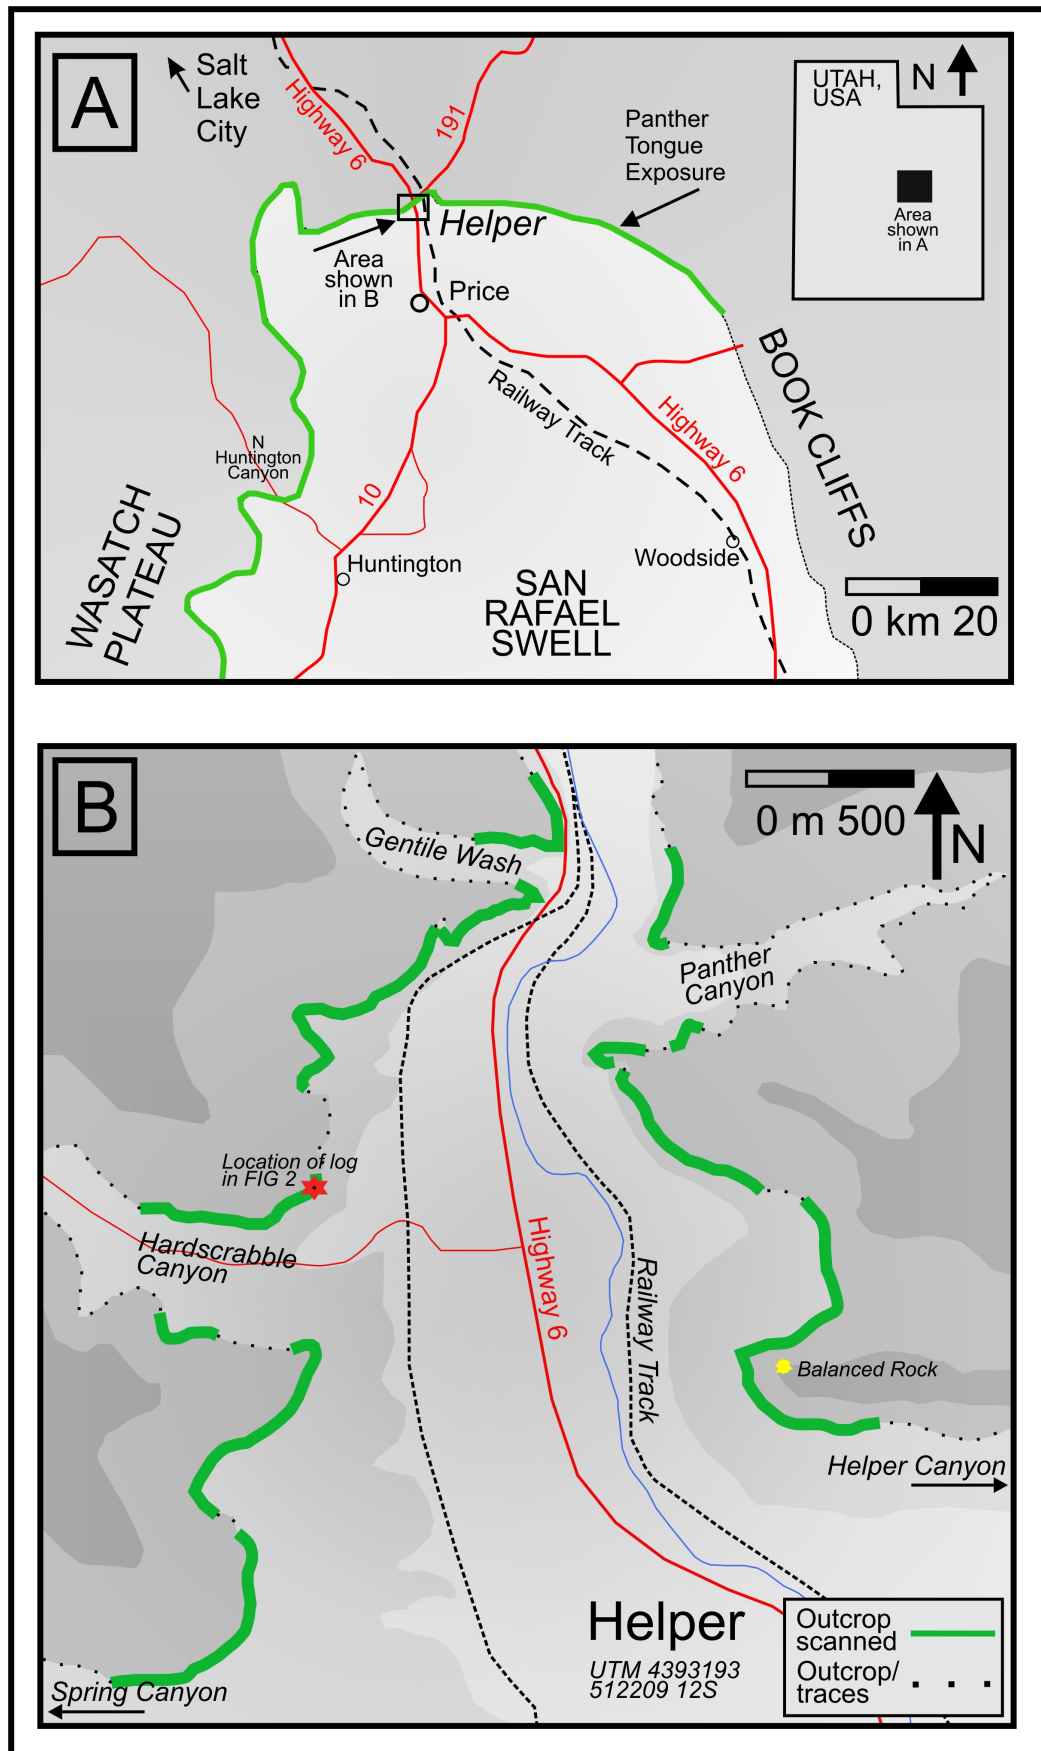 A
Salt
Lake
City
Highway 6
191
Panther
Tongue
Exposure
UTAH,
USA
N
Area
shown
in A
Helper
Area
shown
in B
Price
BOOK CLIFFS
Railway Track
Highway 6
N
Huntington
Canyon
10
WASATCH
PLATEAU
Huntington
Woodside
SAN
RAFAEL
SWELL
0 km 20
B
0 m 500
N
Gentile Wash
Panther
Canyon
Location of log
in FIG 2
Hardscrabble
Canyon
Highway 6
Railway Track
Balanced Rock
Helper Canyon
Helper
UTM 4393193
512209 12S
Outcrop
scanned
Outcrop/
traces
Spring Canyon